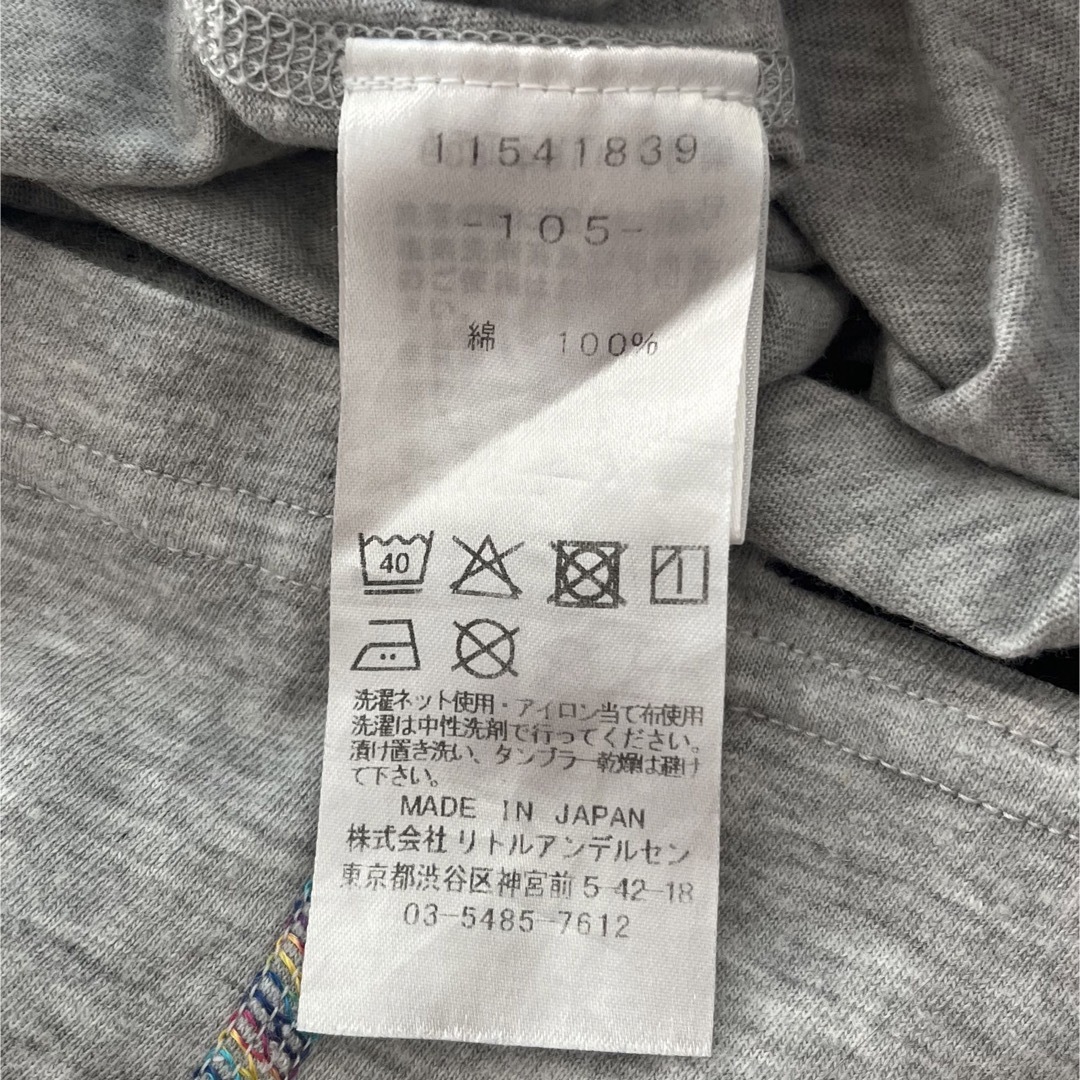 11541839
-105-
綿 100%
40
洗濯ネット使用・アイロン当て布使用
洗濯は中性洗剤で行ってください。
漬け置き洗い、タンブラー乾燥は避け
て下さい。
MADE IN JAPAN
株式会社リトルアンデルセン
東京都渋谷区神宮前5-42-18
03-5485-7612